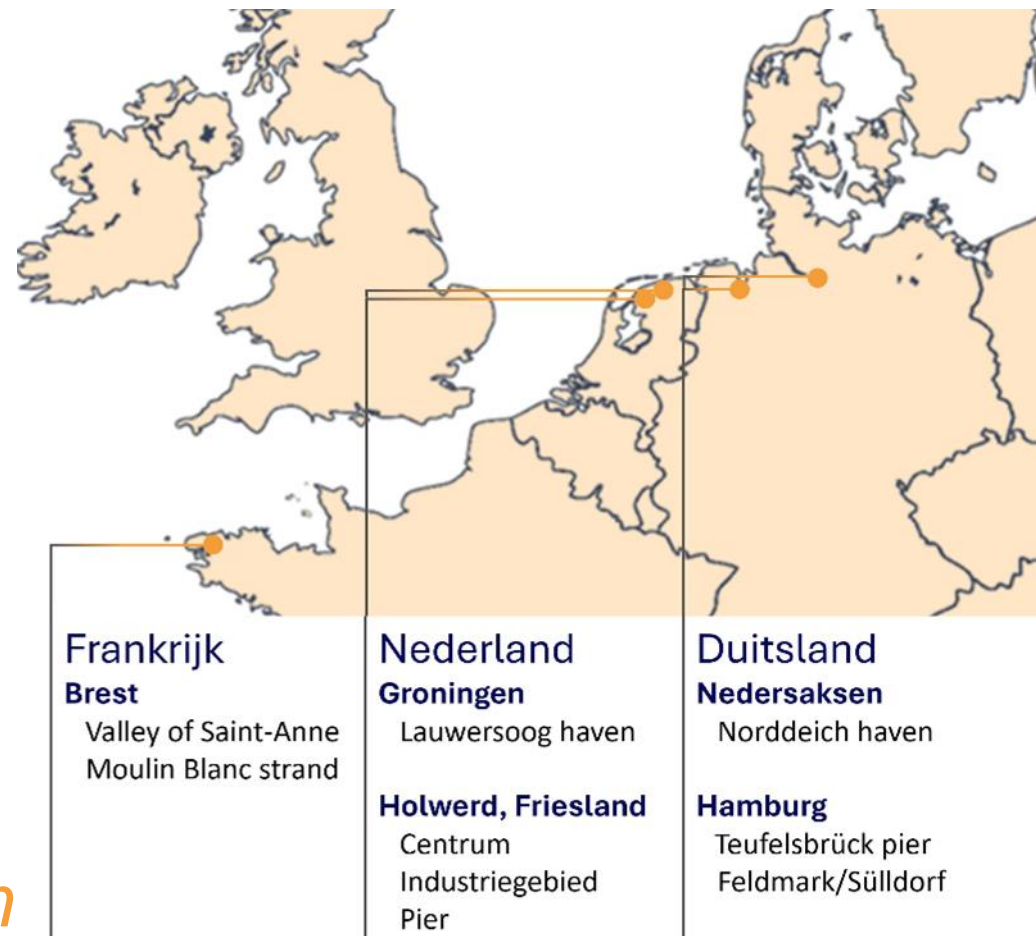 Frankrijk
Brest
Valley of Saint-Anne
Moulin Blanc strand
Nederland
Groningen
Lauwersoog haven
Holwerd, Friesland
Centrum
Industriegebied
Pier
Duitsland
Nedersaksen
Norddeich haven
Hamburg
Teufelsbrück pier
Feldmark/Sülldorf